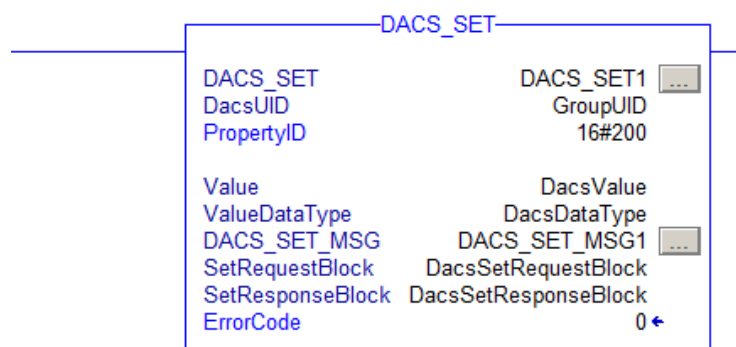 DACS_SET
DACS_SET DACS_SET1 ...
DacsUID GroupUID
PropertyID 16#200
Value DacsValue
ValueDataType DacsDataType
DACS_SET_MSG DACS_SET_MSG1 ...
SetRequestBlock DacsSetRequestBlock
SetResponseBlock DacsSetResponseBlock
ErrorCode 0